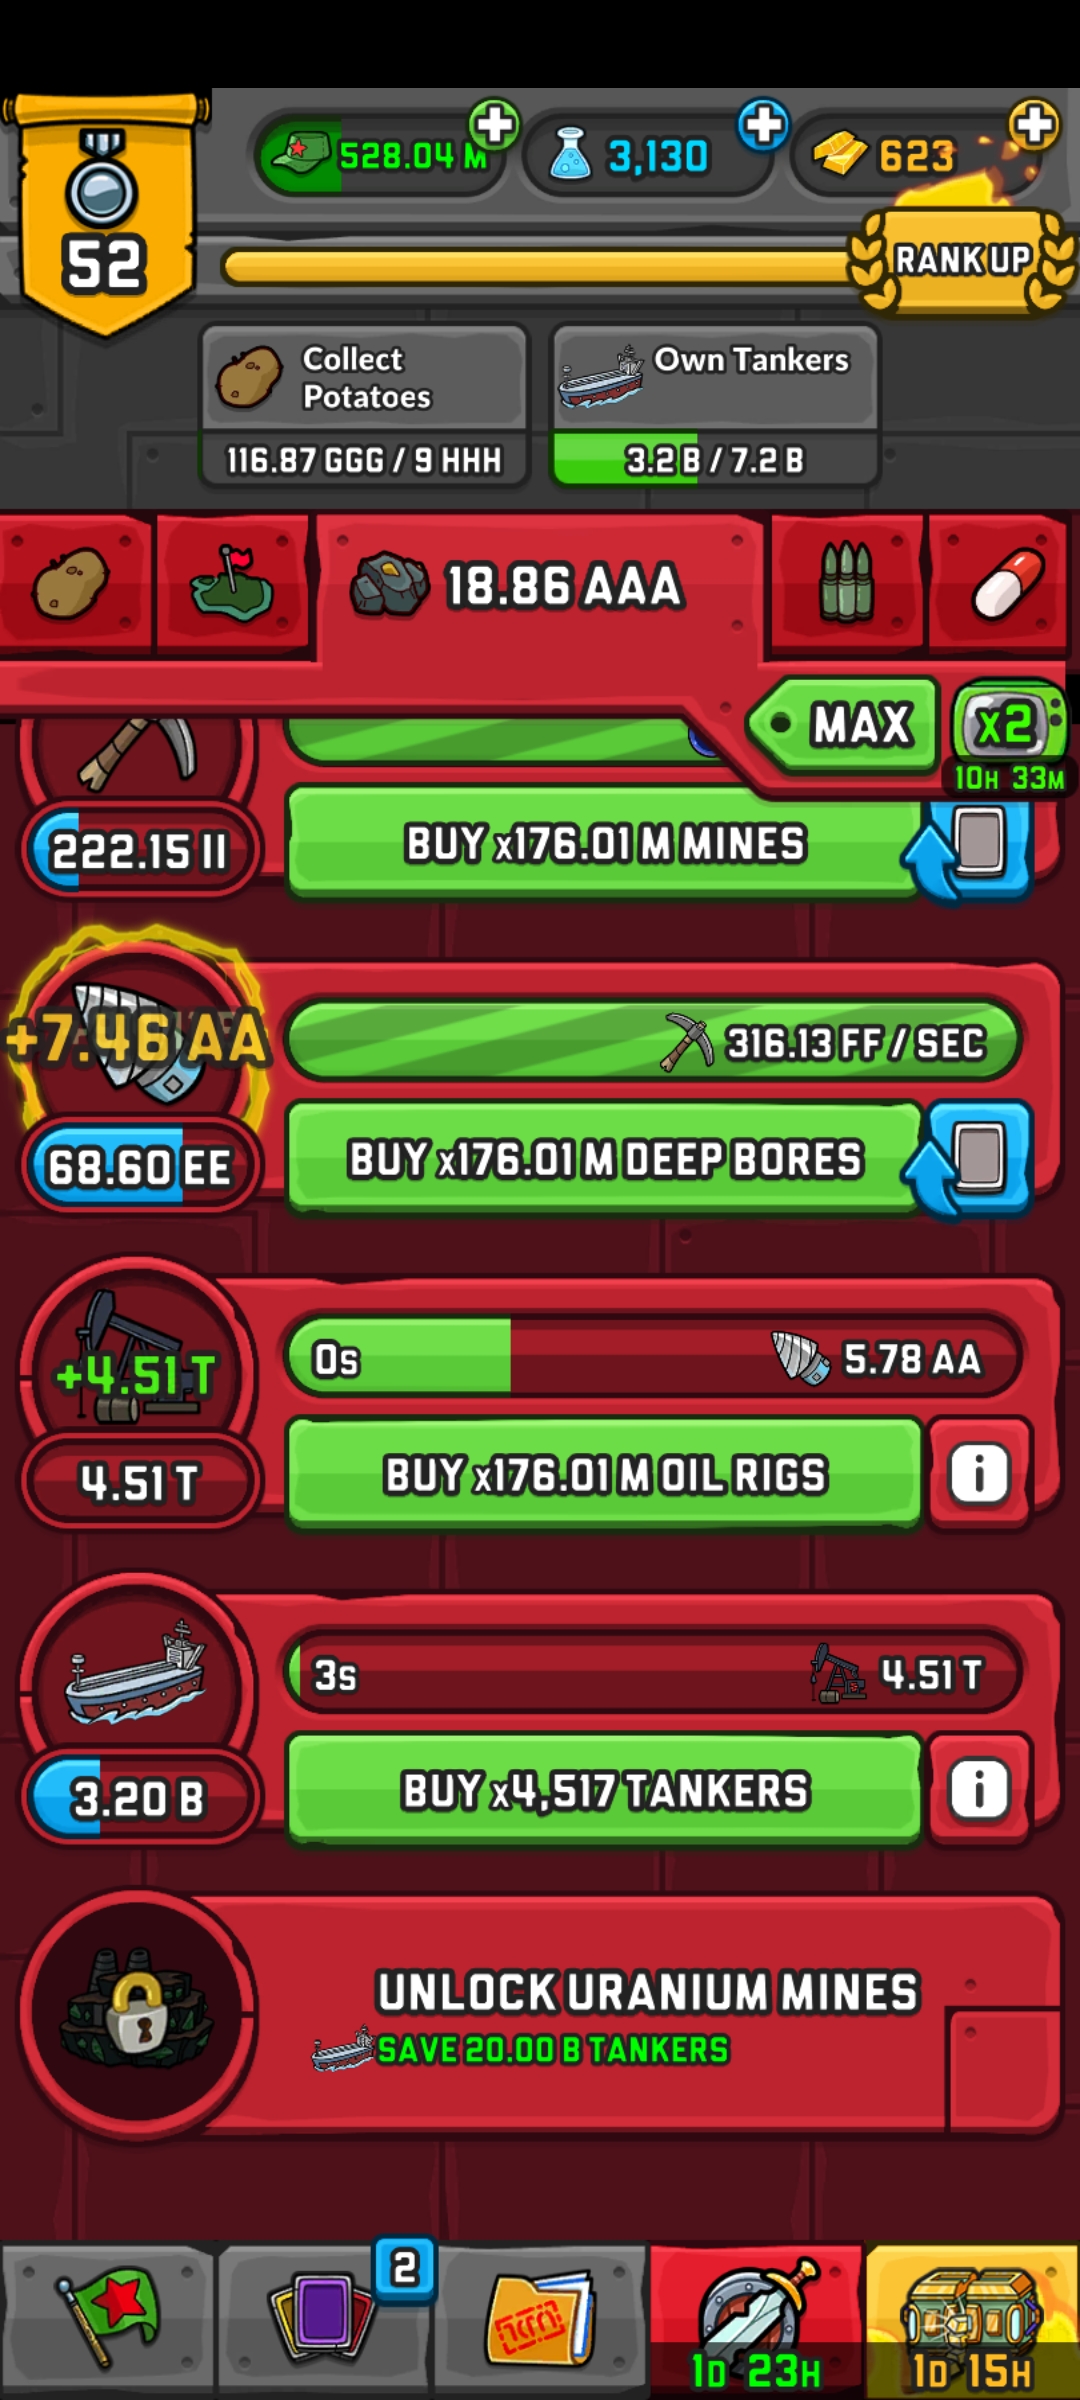 528.04 M
3,130
623
52
RANK UP
Collect
Potatoes
116.87 GGG / 9 HHH
Own Tankers
3.2 B / 7.2 B
18.86 AAA
MAX
x2
10H 33M
222.15 II
BUY x176.01 M MINES
+7.46 AA
316.13 FF / SEC
68.60 EE
BUY x176.01 M DEEP BORES
+4.51 T
0s
5.78 AA
4.51 T
BUY x176.01 M OIL RIGS
i
3s
4.51 T
3.20 B
BUY x4,517 TANKERS
i
UNLOCK URANIUM MINES
SAVE 20.00 B TANKERS
2
1D 23H
1D 15H